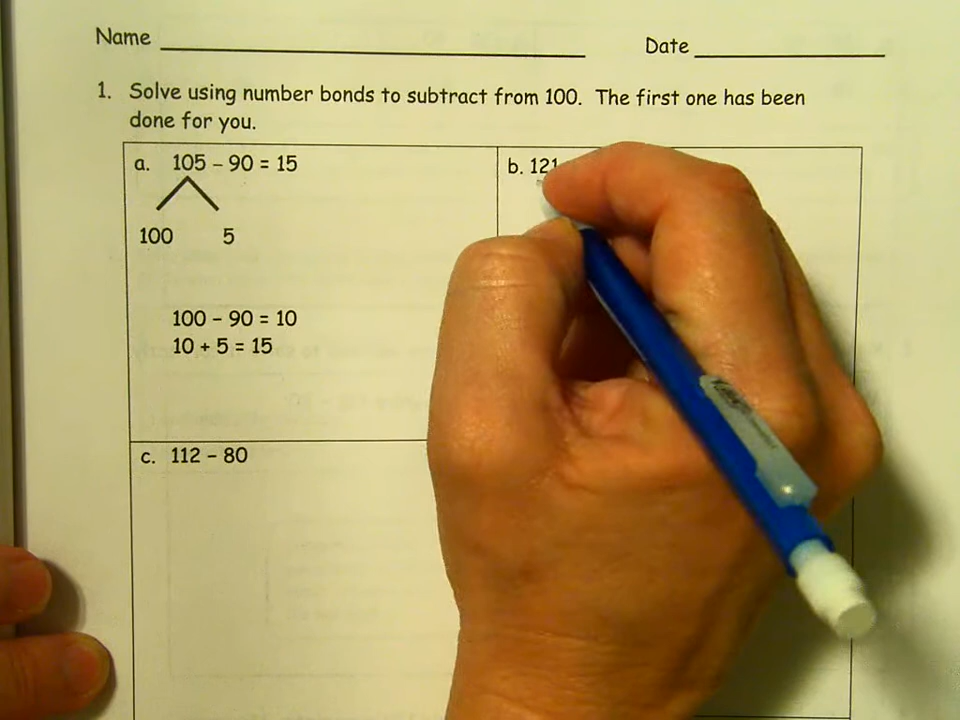 Name Date
1. Solve using number bonds to subtract from 100. The first one has been
done for you.
a. 105 – 90 = 15
100 5
100 – 90 = 10
10 + 5 = 15
b. 121
c. 112 – 80